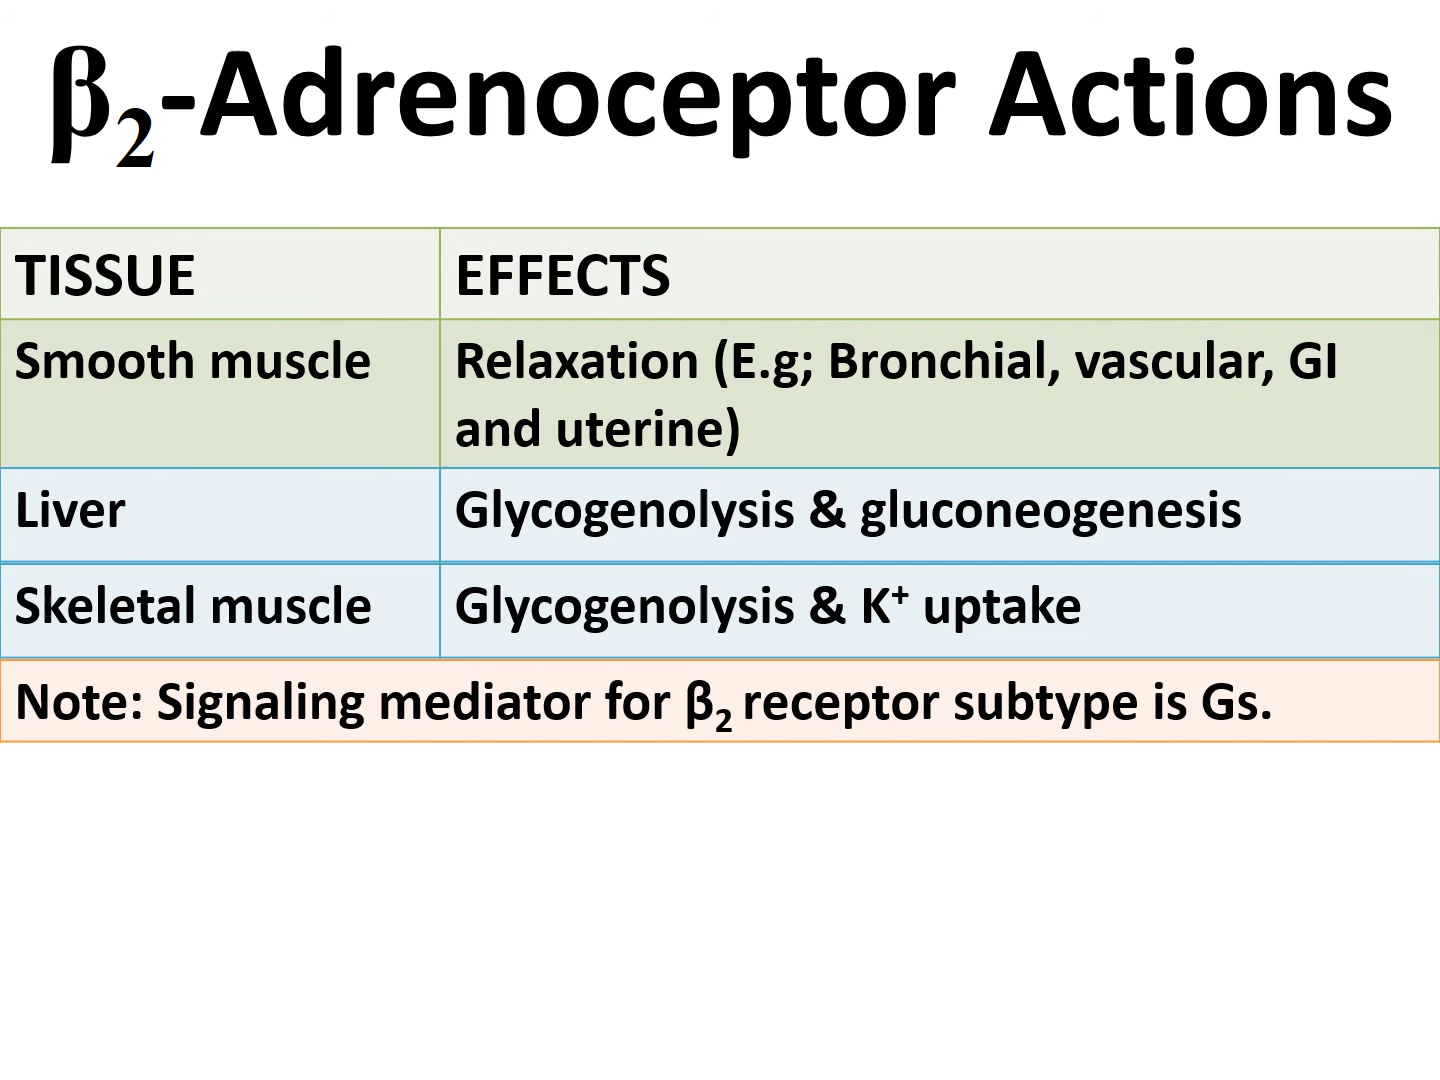 β₂-Adrenoceptor Actions
TISSUE
EFFECTS
Smooth muscle
Relaxation (E.g; Bronchial, vascular, GI
and uterine)
Liver
Glycogenolysis & gluconeogenesis
Skeletal muscle
Glycogenolysis & K⁺ uptake
Note: Signaling mediator for β₂ receptor subtype is Gs.